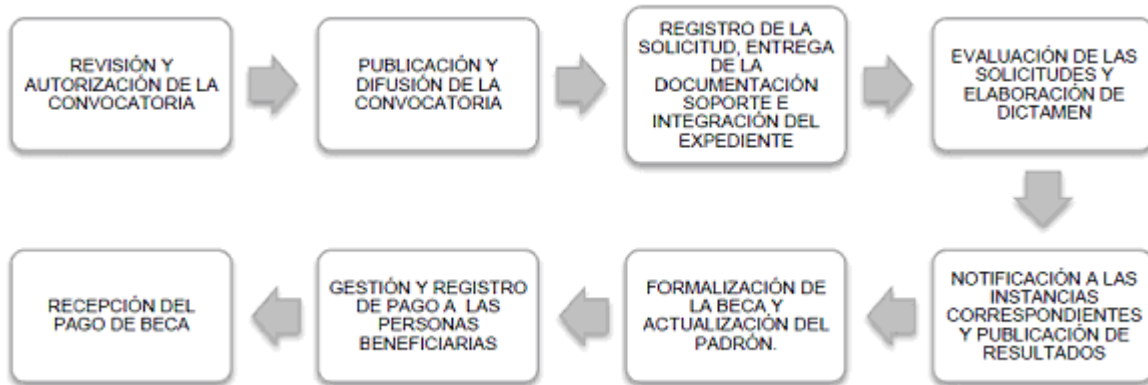 REVISIÓN Y
AUTORIZACIÓN DE LA
CONVOCATORIA
PUBLICACIÓN Y
DIFUSIÓN DE LA
CONVOCATORIA
REGISTRO DE LA
SOLICITUD, ENTREGA
DE LA
DOCUMENTACIÓN
SOPORTE E
INTEGRACIÓN DEL
EXPEDIENTE
EVALUACIÓN DE LAS
SOLICITUDES Y
ELABORACIÓN DE
DICTAMEN
NOTIFICACIÓN A LAS
INSTANCIAS
CORRESPONDIENTES
Y PUBLICACIÓN DE
RESULTADOS
FORMALIZACIÓN DE
LA BECA Y
ACTUALIZACIÓN DEL
PADRÓN.
GESTIÓN Y REGISTRO
DE PAGO A LAS
PERSONAS
BENEFICIARIAS
RECEPCIÓN DEL
PAGO DE BECA